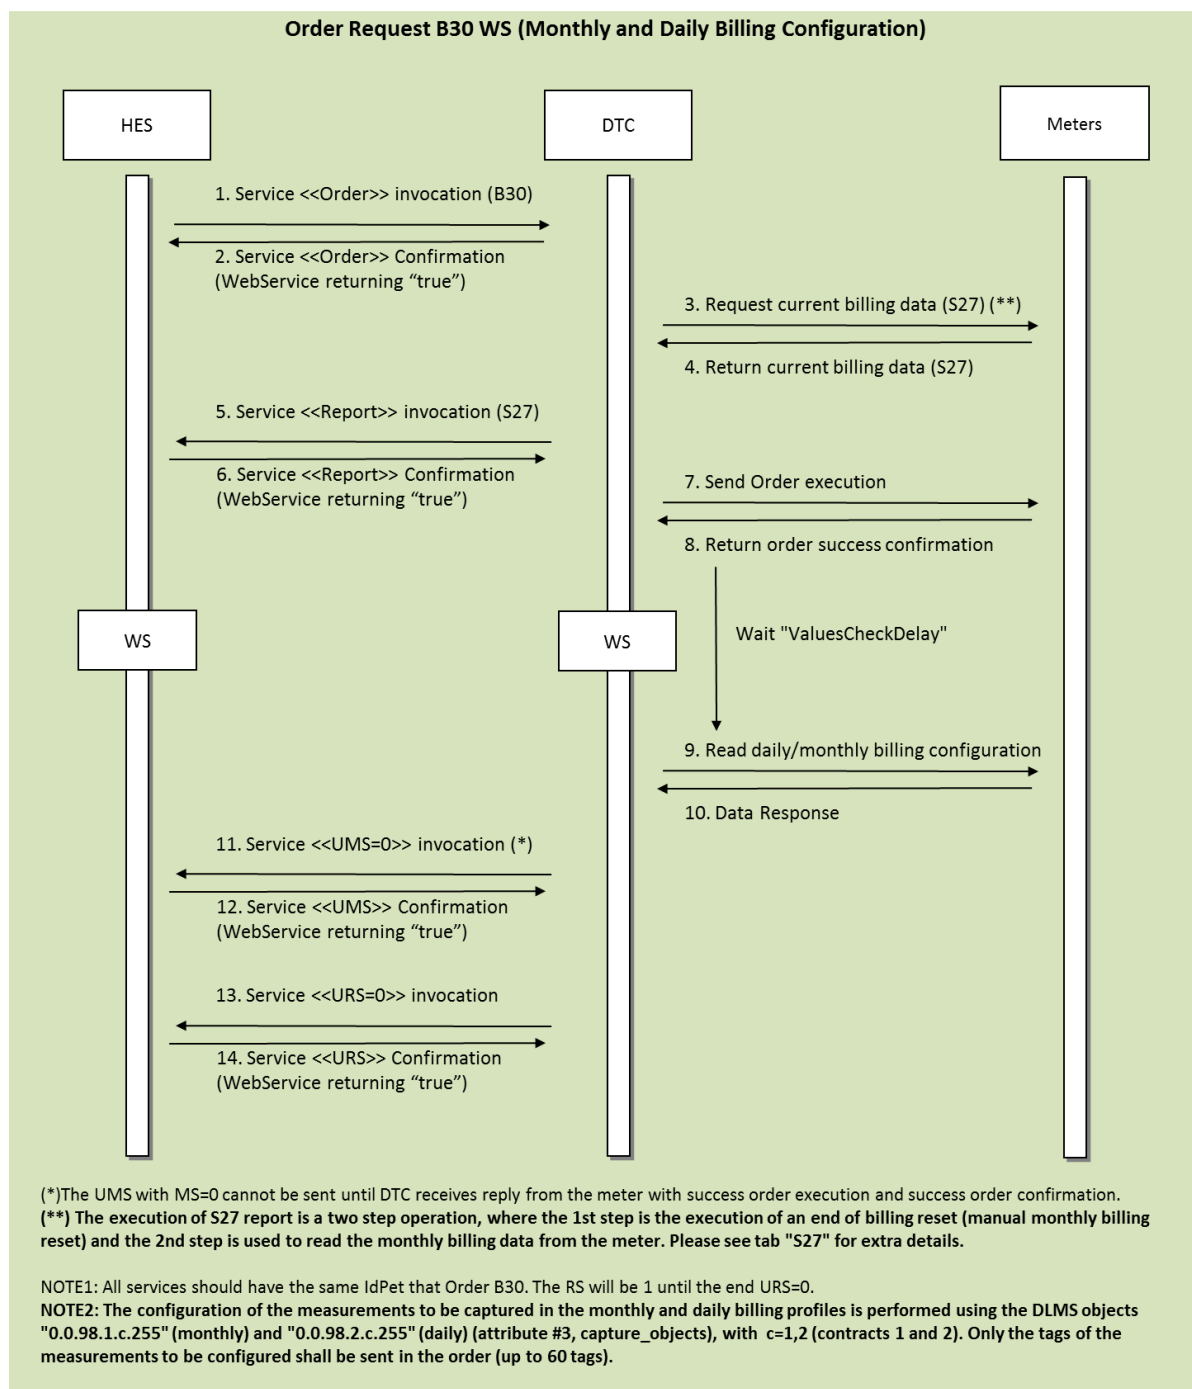 Order Request B30 WS (Monthly and Daily Billing Configuration)
HES
DTC
Meters
1. Service <<Order>> invocation (B30)
2. Service <<Order>> Confirmation
(WebService returning “true”)
3. Request current billing data (S27) (**)
4. Return current billing data (S27)
5. Service <<Report>> invocation (S27)
6. Service <<Report>> Confirmation
(WebService returning “true”)
7. Send Order execution
8. Return order success confirmation
WS
WS
Wait "ValuesCheckDelay"
9. Read daily/monthly billing configuration
10. Data Response
11. Service <<UMS=0>> invocation (*)
12. Service <<UMS>> Confirmation
(WebService returning “true”)
13. Service <<URS=0>> invocation
14. Service <<URS>> Confirmation
(WebService returning “true”)
(*)The UMS with MS=0 cannot be sent until DTC receives reply from the meter with success order execution and success order confirmation.
(**) The execution of S27 report is a two step operation, where the 1st step is the execution of an end of billing reset (manual monthly billing
reset) and the 2nd step is used to read the monthly billing data from the meter. Please see tab "S27" for extra details.
NOTE1: All services should have the same IdPet that Order B30. The RS will be 1 until the end URS=0.
NOTE2: The configuration of the measurements to be captured in the monthly and daily billing profiles is performed using the DLMS objects
"0.0.98.1.c.255" (monthly) and "0.0.98.2.c.255" (daily) (attribute #3, capture_objects), with c=1,2 (contracts 1 and 2). Only the tags of the
measurements to be configured shall be sent in the order (up to 60 tags).